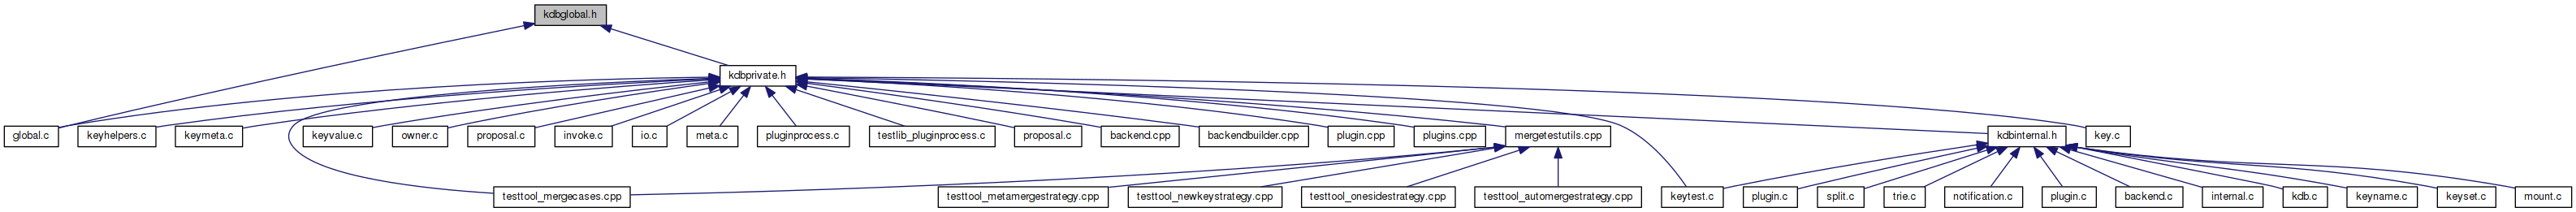 kdbglobal.h
kdbprivate.h
global.c
keyhelpers.c
keymeta.c
keyvalue.c
owner.c
proposal.c
invoke.c
io.c
meta.c
pluginprocess.c
testlib_pluginprocess.c
proposal.c
backend.cpp
backendbuilder.cpp
plugin.cpp
plugins.cpp
mergetestutils.cpp
kdbinternal.h
key.c
testtool_mergecases.cpp
testtool_metamergestrategy.cpp
testtool_newkeystrategy.cpp
testtool_onesidestrategy.cpp
testtool_automergestrategy.cpp
keytest.c
plugin.c
split.c
trie.c
notification.c
plugin.c
backend.c
internal.c
kdb.c
keyname.c
keyset.c
mount.c